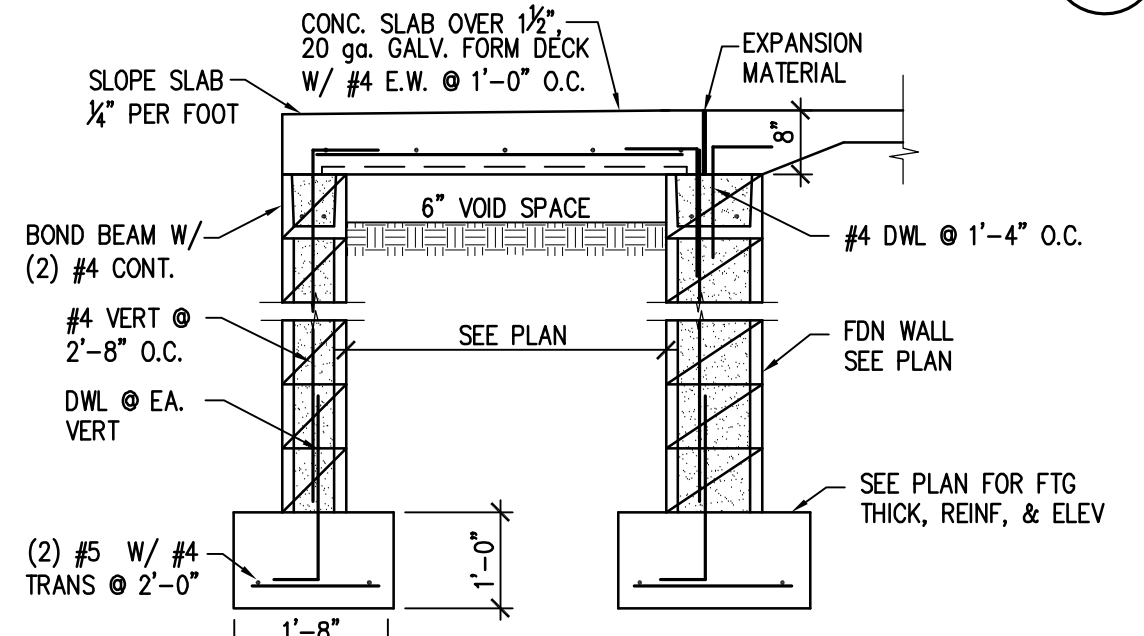 CONC. SLAB OVER 1½",
20 ga. GALV. FORM DECK
W/ #4 E.W. @ 1'-0" O.C.
EXPANSION
MATERIAL
SLOPE SLAB
¼" PER FOOT
8"
6" VOID SPACE
BOND BEAM W/
(2) #4 CONT.
#4 DWL @ 1'-4" O.C.
#4 VERT @
2'-8" O.C.
SEE PLAN
FDN WALL
SEE PLAN
DWL @ EA.
VERT
SEE PLAN FOR FTG
THICK, REINF, & ELEV
(2) #5 W/ #4
TRANS @ 2'-0"
1'-0"
1'-8"